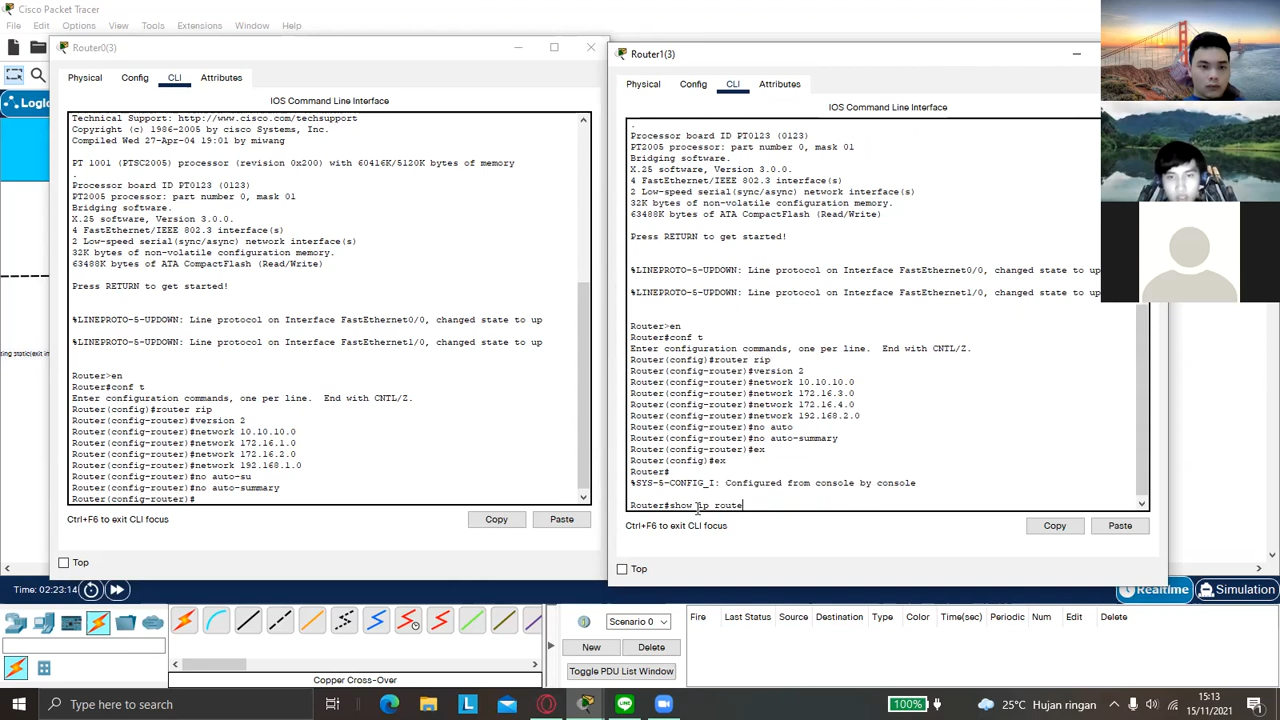 Cisco Packet Tracer
File Edit Options View Tools Extensions Window Help
Logic
ting static(exit in
Router0(3)
Physical Config CLI Attributes
IOS Command Line Interface
Technical Support: http://www.cisco.com/techsupport
Copyright (c) 1986-2005 by cisco Systems, Inc.
Compiled Wed 27-Apr-04 19:01 by miwang
PT 1001 (PTSC2005) processor (revision 0x200) with 60416K/5120K bytes of memory
.
Processor board ID PT0123 (0123)
PT2005 processor: part number 0, mask 01
Bridging software.
X.25 software, Version 3.0.0.
4 FastEthernet/IEEE 802.3 interface(s)
2 Low-speed serial(sync/async) network interface(s)
32K bytes of non-volatile configuration memory.
63488K bytes of ATA CompactFlash (Read/Write)
Press RETURN to get started!
%LINEPROTO-5-UPDOWN: Line protocol on Interface FastEthernet0/0, changed state to up
%LINEPROTO-5-UPDOWN: Line protocol on Interface FastEthernet1/0, changed state to up
Router>en
Router#conf t
Enter configuration commands, one per line. End with CNTL/Z.
Router(config)#router rip
Router(config-router)#version 2
Router(config-router)#network 10.10.10.0
Router(config-router)#network 172.16.1.0
Router(config-router)#network 172.16.2.0
Router(config-router)#network 192.168.1.0
Router(config-router)#no auto-su
Router(config-router)#no auto-summary
Router(config-router)#
Ctrl+F6 to exit CLI focus
Copy Paste
Top
Router1(3)
Physical Config CLI Attributes
IOS Command Line Interface
.
Processor board ID PT0123 (0123)
PT2005 processor: part number 0, mask 01
Bridging software.
X.25 software, Version 3.0.0.
4 FastEthernet/IEEE 802.3 interface(s)
2 Low-speed serial(sync/async) network interface(s)
32K bytes of non-volatile configuration memory.
63488K bytes of ATA CompactFlash (Read/Write)
Press RETURN to get started!
%LINEPROTO-5-UPDOWN: Line protocol on Interface FastEthernet0/0, changed state to up
%LINEPROTO-5-UPDOWN: Line protocol on Interface FastEthernet1/0, changed state to up
Router>en
Router#conf t
Enter configuration commands, one per line. End with CNTL/Z.
Router(config)#router rip
Router(config-router)#version 2
Router(config-router)#network 10.10.10.0
Router(config-router)#network 172.16.3.0
Router(config-router)#network 172.16.4.0
Router(config-router)#network 192.168.2.0
Router(config-router)#no auto
Router(config-router)#no auto-summary
Router(config-router)#ex
Router(config)#ex
Router#
%SYS-5-CONFIG_I: Configured from console by console
Router#show ip route
Ctrl+F6 to exit CLI focus
Copy Paste
Top
Time: 02:23:14
Realtime Simulation
Scenario 0
New Delete
Toggle PDU List Window
Fire Last Status Source Destination Type Color Time(sec) Periodic Num Edit Delete
Copper Cross-Over
Type here to search
L
100%
25°C Hujan ringan
15:13
15/11/2021
1